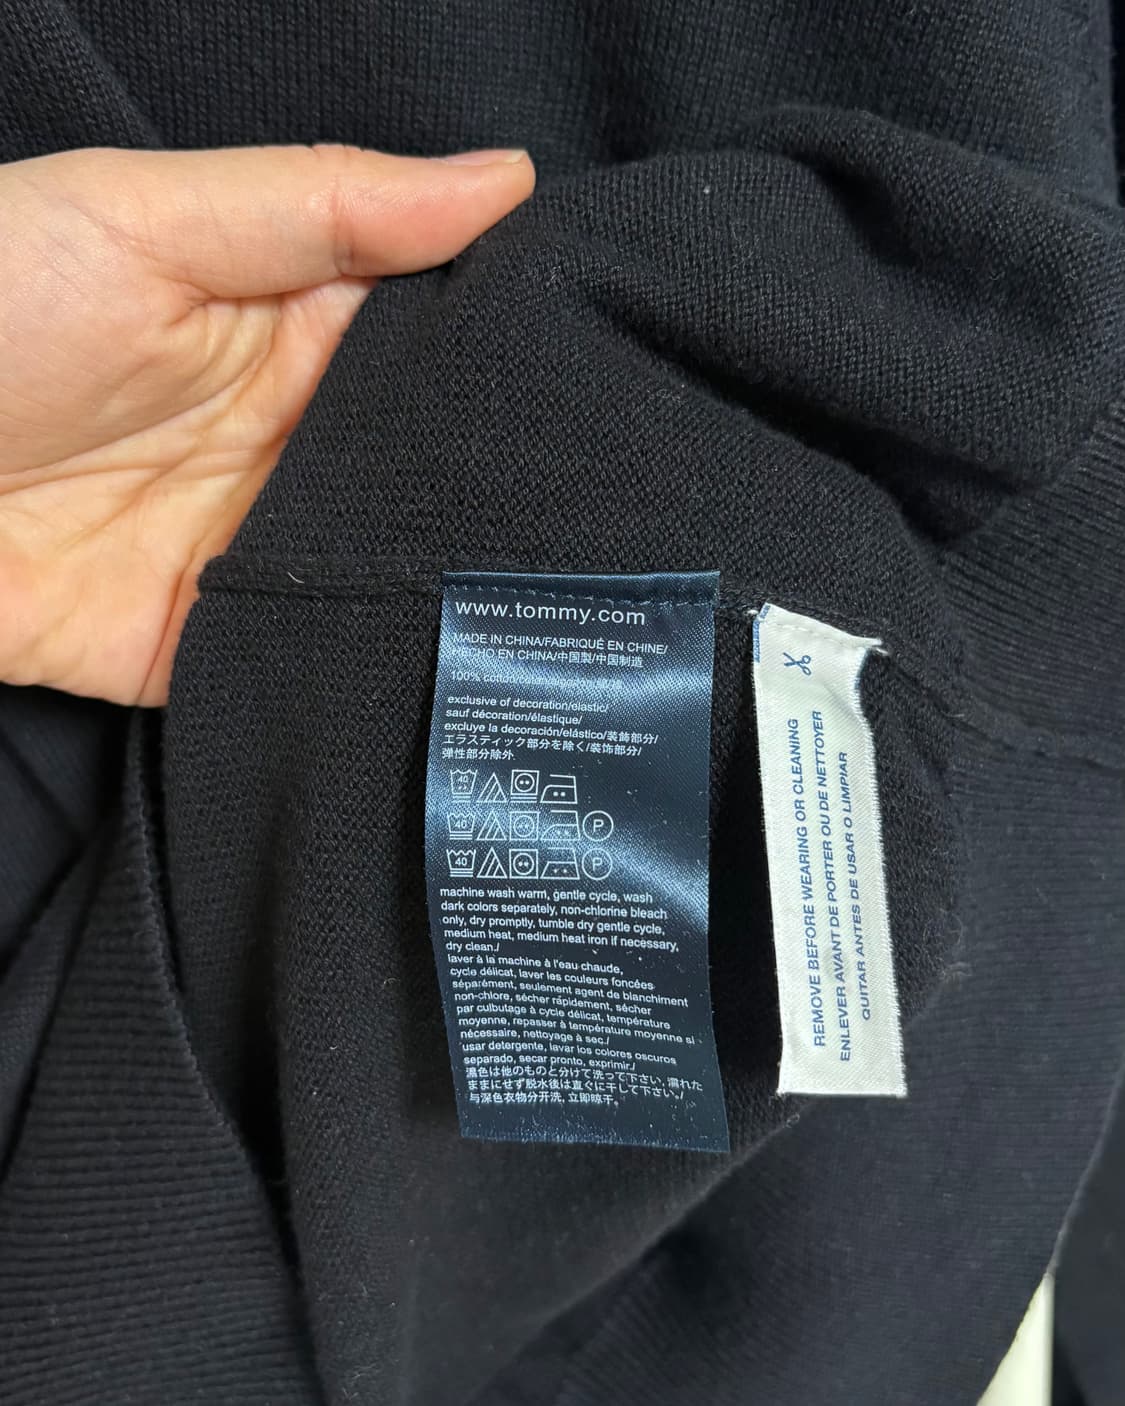 www.tommy.com
MADE IN CHINA/FABRIQUÉ EN CHINE/
HECHO EN CHINA/中国製/中国制造
100% cotton/
exclusive of decoration/elastic/
sauf décoration/élastique/
excluye la decoración/elástico/装飾部分/
エラスティック部分を除く/装饰部分/
弹性部分除外
40
40 P
40 P
machine wash warm, gentle cycle, wash
dark colors separately, non-chlorine bleach
only, dry promptly, tumble dry gentle cycle,
medium heat, medium heat iron if necessary,
dry clean./
laver à la machine à l'eau chaude,
cycle délicat, laver les couleurs foncées
séparément, seulement agent de blanchiment
non-chlore, sécher rápidement, sécher
par culbutage à cycle délicat, température
moyenne, repasser à température moyenne si
nécessaire, nettoyage à sec./
usar detergente, lavar los colores oscuros
separado, secar pronto, exprimir./
濃色は他のものと分けて洗って下さい, 濡れた
ままにせず脱水後は直ぐに干して下さい。/
与深色衣物分开洗, 立即晾干。
REMOVE BEFORE WEARING OR CLEANING
ENLEVER AVANT DE PORTER OU DE NETTOYER
QUITAR ANTES DE USAR O LIMPIAR